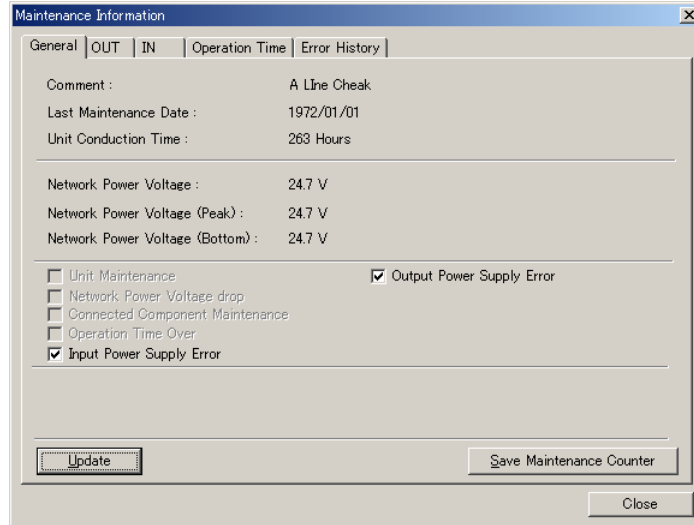 Maintenance Information
General OUT IN Operation Time Error History
Comment : A LIne Cheak
Last Maintenance Date : 1972/01/01
Unit Conduction Time : 263 Hours
Network Power Voltage : 24.7 V
Network Power Voltage (Peak) : 24.7 V
Network Power Voltage (Bottom) : 24.7 V
Unit Maintenance Output Power Supply Error
Network Power Voltage drop
Connected Component Maintenance
Operation Time Over
Input Power Supply Error
Update Save Maintenance Counter
Close